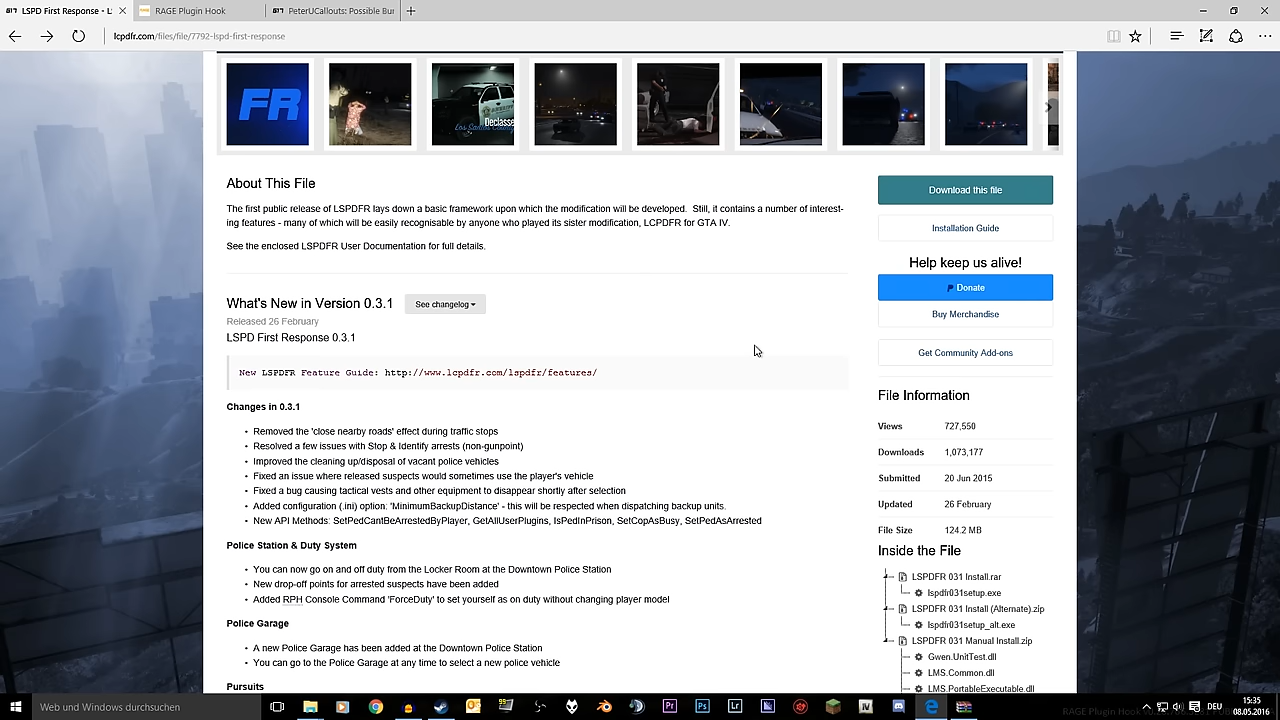 LSPD First Response - L
RAGE Plugin Hook
PeterUCallouts: Possible Bur
lcpdfr.com/files/file/7792-lspd-first-response
FR
Declasse
Los Santos County
About This File
The first public release of LSPDFR lays down a basic framework upon which the modification will be developed. Still, it contains a number of interest-
ing features - many of which will be easily recognisable by anyone who played its sister modification, LCPDFR for GTA IV.
See the enclosed LSPDFR User Documentation for full details.
Download this file
Installation Guide
Help keep us alive!
Donate
Buy Merchandise
Get Community Add-ons
What's New in Version 0.3.1
See changelog
Released 26 February
LSPD First Response 0.3.1
New LSPDFR Feature Guide: http://www.lcpdfr.com/lspdfr/features/
Changes in 0.3.1
• Removed the 'close nearby roads' effect during traffic stops
• Resolved a few issues with Stop & Identify arrests (non-gunpoint)
• Improved the cleaning up/disposal of vacant police vehicles
• Fixed an issue where released suspects would sometimes use the player's vehicle
• Fixed a bug causing tactical vests and other equipment to disappear shortly after selection
• Added configuration (.ini) option: 'MinimumBackupDistance' - this will be respected when dispatching backup units.
• New API Methods: SetPedCantBeArrestedByPlayer, GetAllUserPlugins, IsPedInPrison, SetCopAsBusy, SetPedAsArrested
Police Station & Duty System
• You can now go on and off duty from the Locker Room at the Downtown Police Station
• New drop-off points for arrested suspects have been added
• Added RPH Console Command 'ForceDuty' to set yourself as on duty without changing player model
Police Garage
• A new Police Garage has been added at the Downtown Police Station
• You can go to the Police Garage at any time to select a new police vehicle
Pursuits
File Information
Views 727,550
Downloads 1,073,177
Submitted 20 Jun 2015
Updated 26 February
File Size 124.2 MB
Inside the File
LSPDFR 031 Install.rar
lspdfr031setup.exe
LSPDFR 031 Install (Alternate).zip
lspdfr031setup_alt.exe
LSPDFR 031 Manual Install.zip
Gwen.UnitTest.dll
LMS.Common.dll
LMS.PortableExecutable.dll
Web und Windows durchsuchen
DEU
15:35
08.05.2016